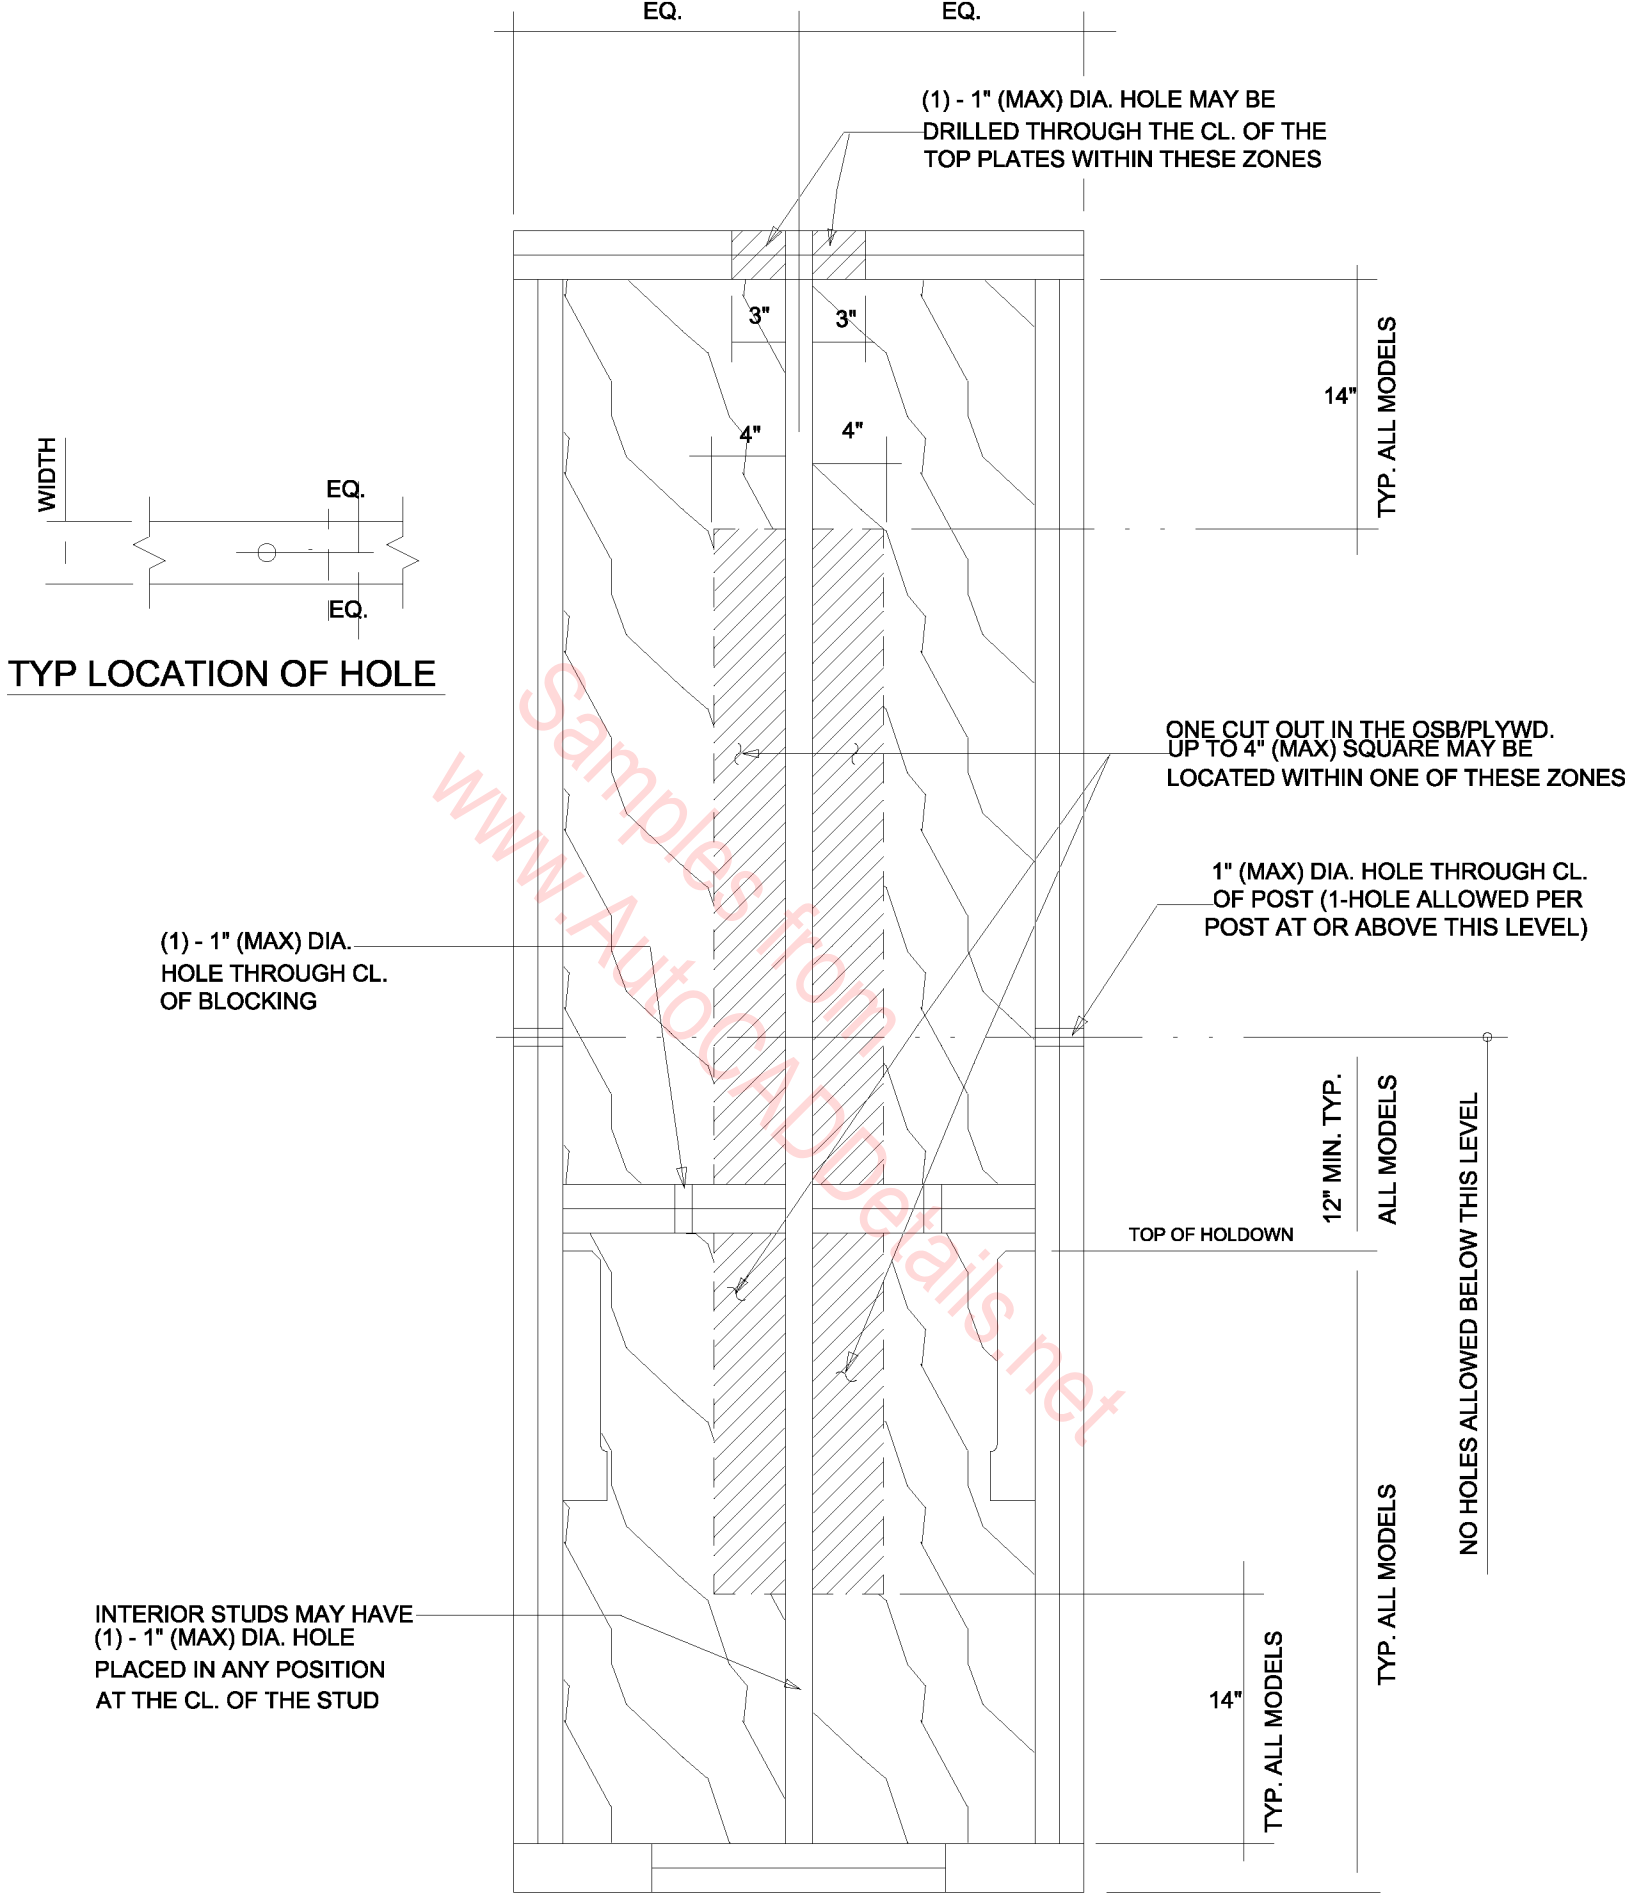 EQ.
EQ.
(1) - 1" (MAX) DIA. HOLE MAY BE
DRILLED THROUGH THE CL. OF THE
TOP PLATES WITHIN THESE ZONES
3"
3"
14"
TYP. ALL MODELS
4"
4"
WIDTH
EQ.
EQ.
TYP LOCATION OF HOLE
ONE CUT OUT IN THE OSB/PLYWD.
UP TO 4" (MAX) SQUARE MAY BE
LOCATED WITHIN ONE OF THESE ZONES
Samples from
www.AutoCADDetails.net
1" (MAX) DIA. HOLE THROUGH CL.
OF POST (1-HOLE ALLOWED PER
POST AT OR ABOVE THIS LEVEL)
(1) - 1" (MAX) DIA.
HOLE THROUGH CL.
OF BLOCKING
12" MIN. TYP.
ALL MODELS
NO HOLES ALLOWED BELOW THIS LEVEL
TOP OF HOLDOWN
TYP. ALL MODELS
INTERIOR STUDS MAY HAVE
(1) - 1" (MAX) DIA. HOLE
PLACED IN ANY POSITION
AT THE CL. OF THE STUD
14"
TYP. ALL MODELS